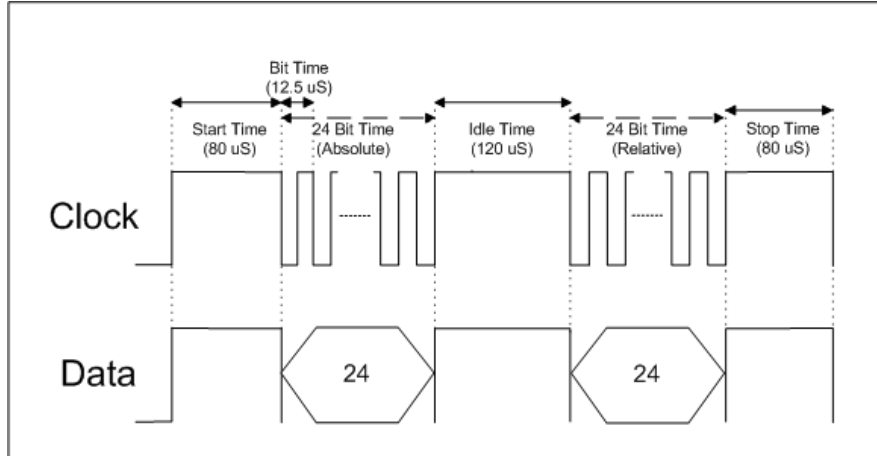 Bit Time
(12.5 uS)
Start Time
(80 uS)
24 Bit Time
(Absolute)
Idle Time
(120 uS)
24 Bit Time
(Relative)
Stop Time
(80 uS)
Clock
Data
24
24